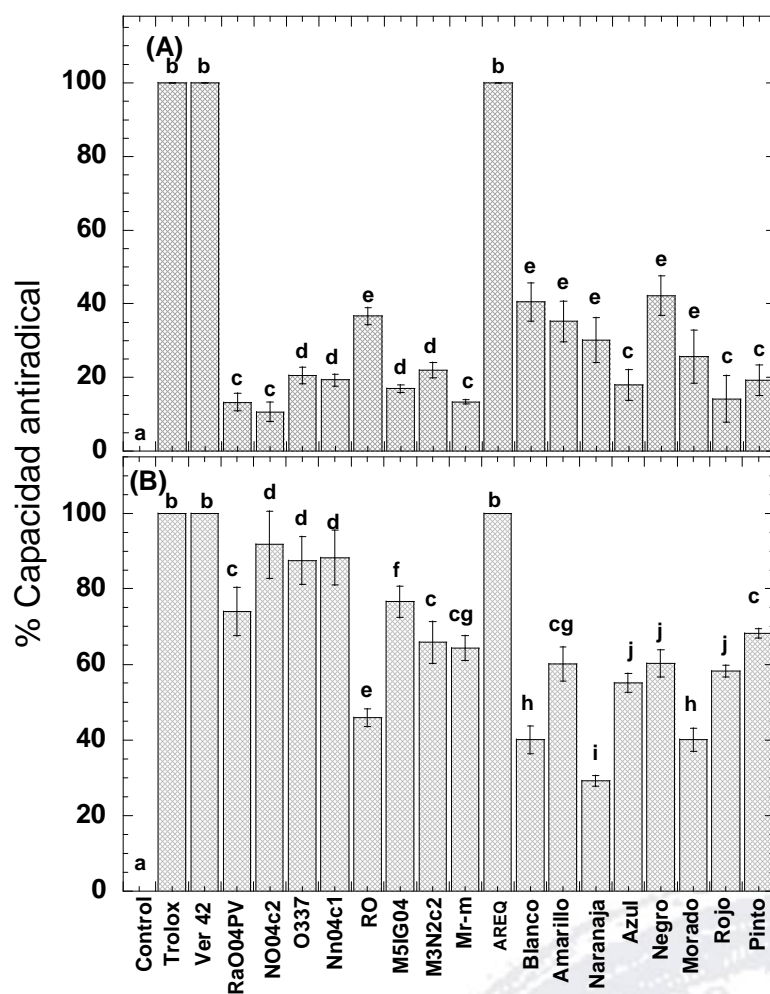 % Capacidad antiradical
(A)
b b b
100
80
60
40
20
0
a c c d d e d d c e e e c e e c c
(B)
b b d d d b
100
80
60
40
20
0
a c e f c cg h cg i j j h j c
Control
Trolox
Ver 42
RaO04PV
NO04c2
O337
Nn04c1
RO
M5IG04
M3N2c2
Mr-m
AREQ
Blanco
Amarillo
Naranaja
Azul
Negro
Morado
Rojo
Pinto